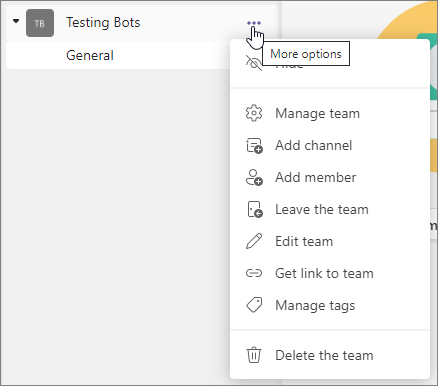 TB
Testing Bots
General
More options
Manage team
Add channel
Add member
Leave the team
Edit team
Get link to team
Manage tags
Delete the team